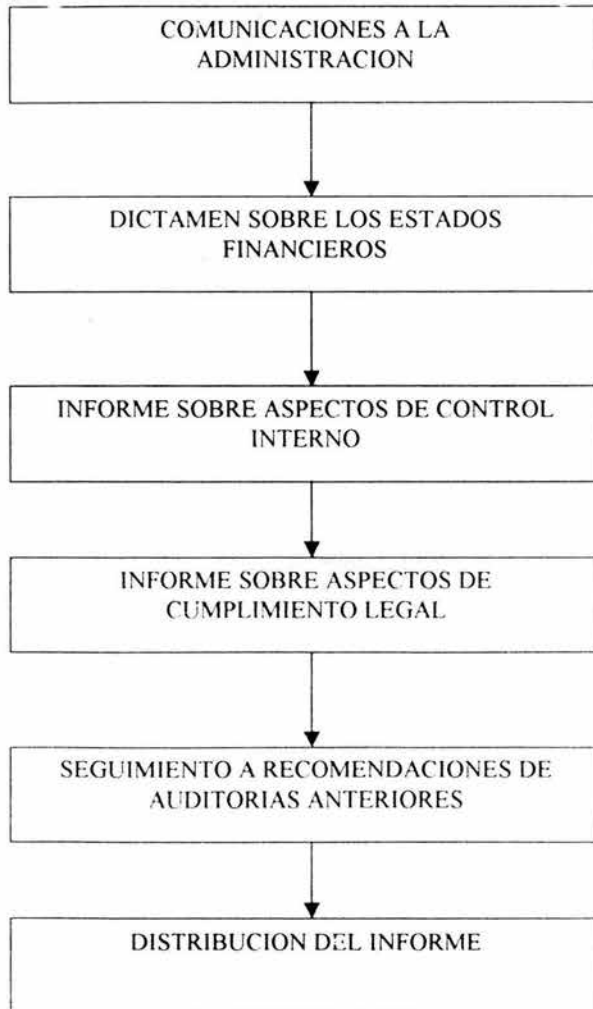 COMUNICACIONES A LA
ADMINISTRACION
DICTAMEN SOBRE LOS ESTADOS
FINANCIEROS
INFORME SOBRE ASPECTOS DE CONTROL
INTERNO
INFORME SOBRE ASPECTOS DE
CUMPLIMIENTO LEGAL
SEGUIMIENTO A RECOMENDACIONES DE
AUDITORIAS ANTERIORES
DISTRIBUCION DEL INFORME